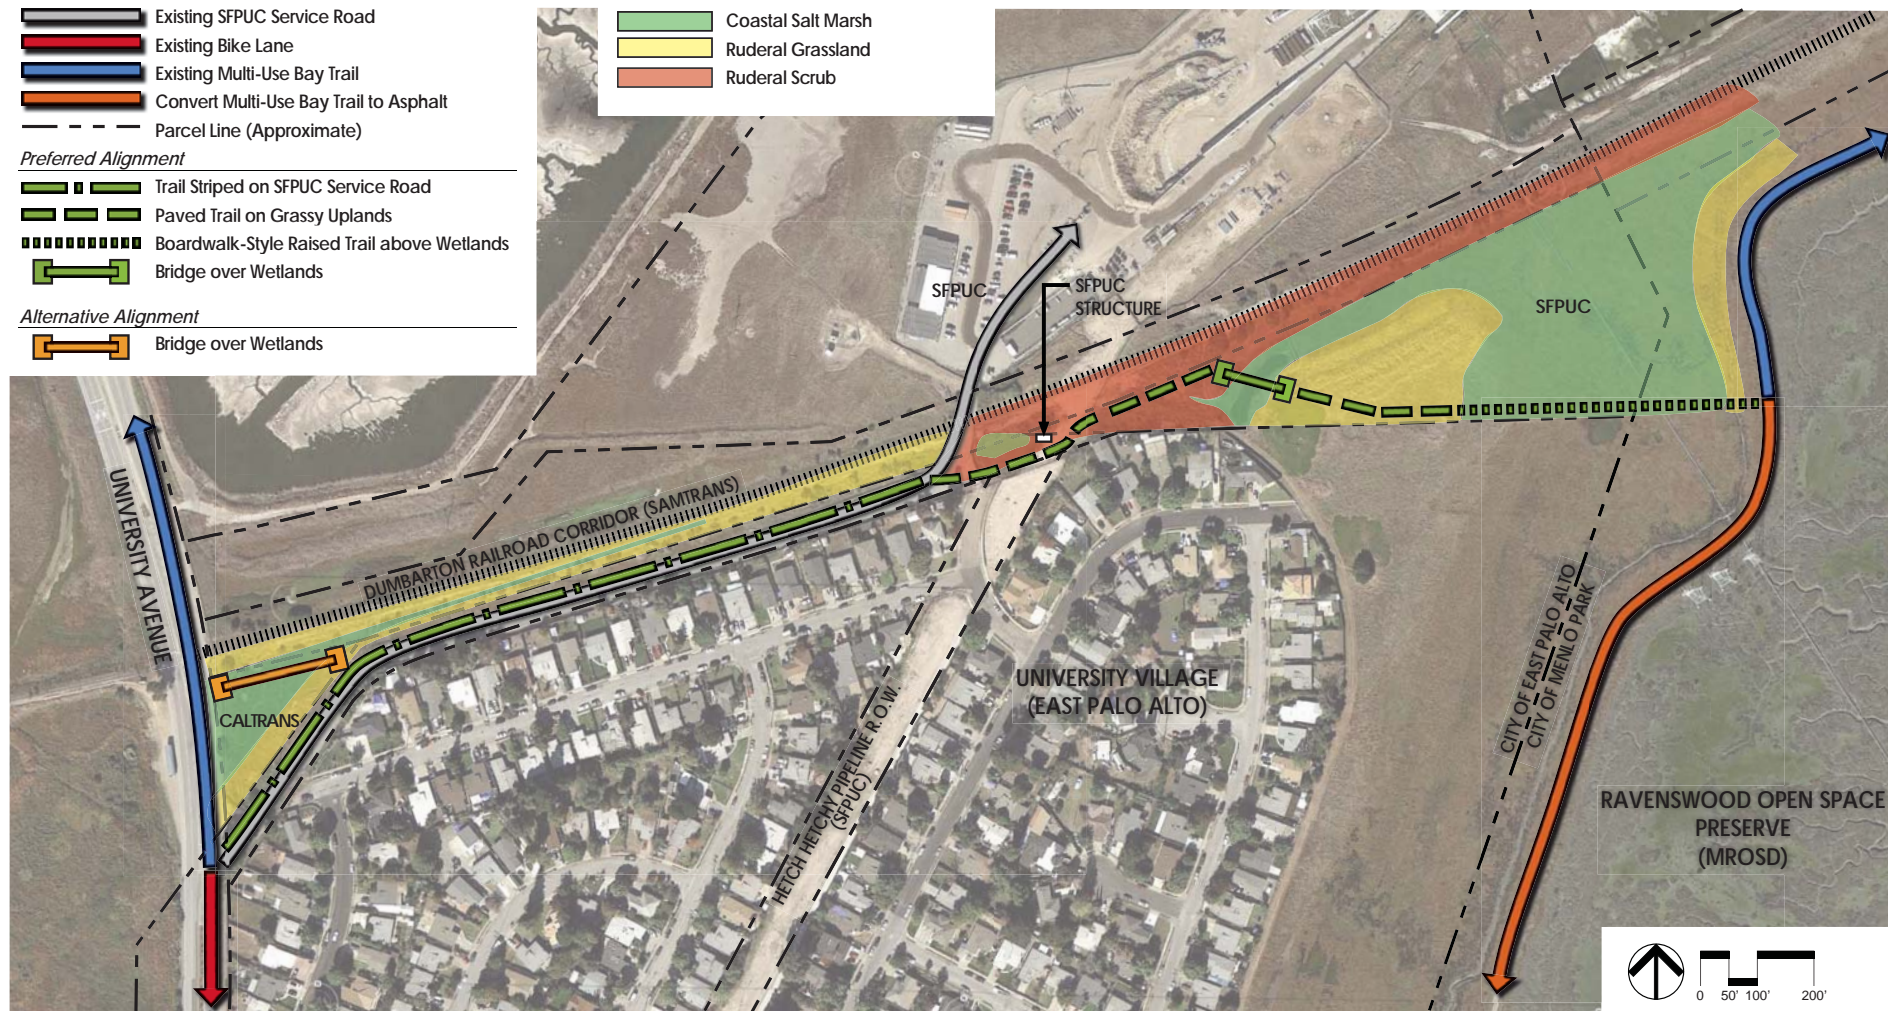 Existing SFPUC Service Road
Existing Bike Lane
Existing Multi-Use Bay Trail
Convert Multi-Use Bay Trail to Asphalt
Parcel Line (Approximate)
Preferred Alignment
Trail Striped on SFPUC Service Road
Paved Trail on Grassy Uplands
Boardwalk-Style Raised Trail above Wetlands
Bridge over Wetlands
Alternative Alignment
Bridge over Wetlands
Coastal Salt Marsh
Ruderal Grassland
Ruderal Scrub
SFPUC
SFPUC
STRUCTURE
SFPUC
UNIVERSITY AVENUE
DUMBARTON RAILROAD CORRIDOR (SAMTRANS)
CALTRANS
HETCH HETCHY PIPELINE R.O.W.
(SFPUC)
UNIVERSITY VILLAGE
(EAST PALO ALTO)
CITY OF EAST PALO ALTO
CITY OF MENLO PARK
RAVENSWOOD OPEN SPACE
PRESERVE
(MROSD)
0 50' 100' 200'